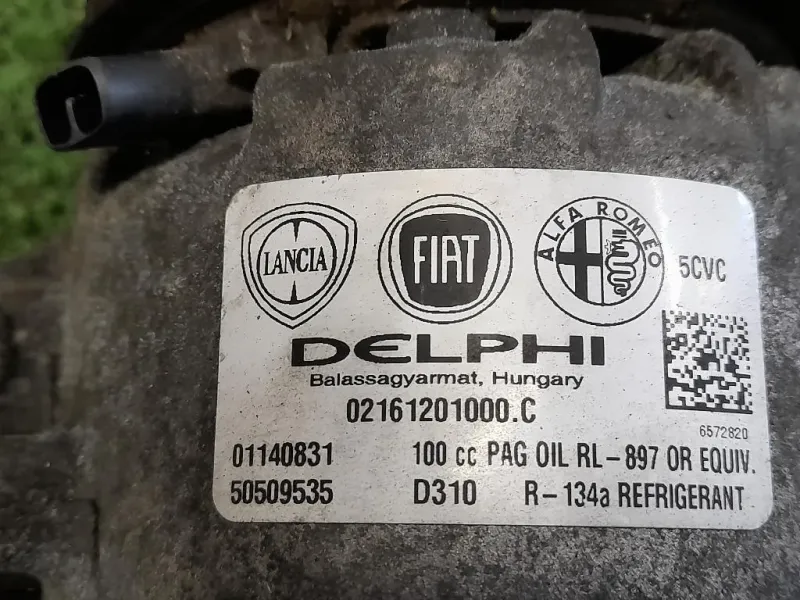 LANCIA
FIAT
ALFA ROMEO
5CVC
DELPHI
Balassagyarmat, Hungary
02161201000.C
6572820
01140831 100 cc PAG OIL RL-897 OR EQUIV.
50509535 D310 R-134a REFRIGERANT